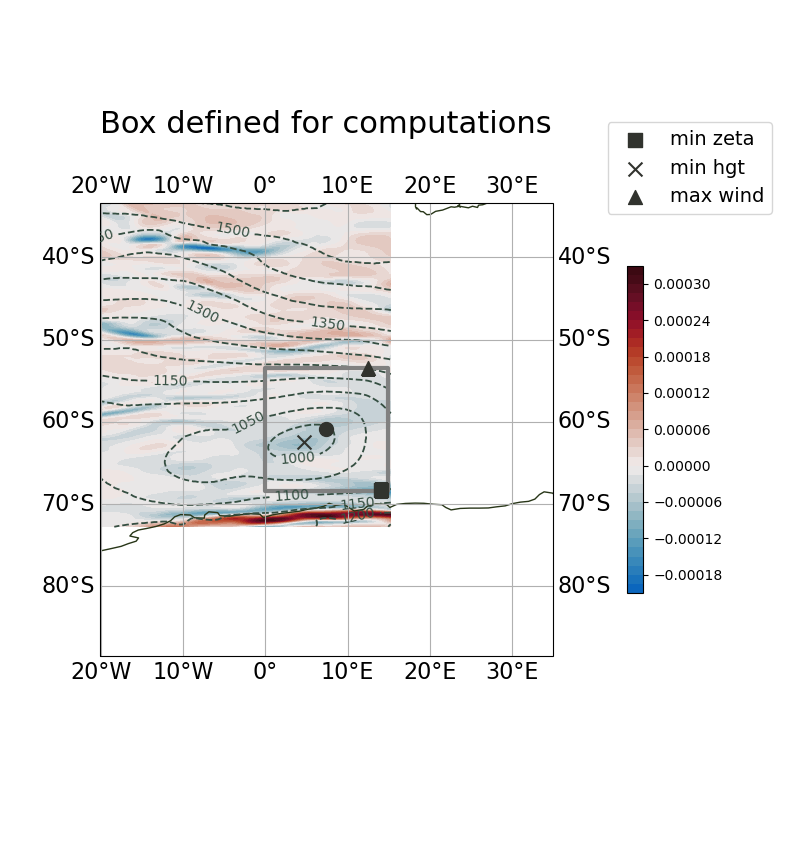 Box defined for computations
min zeta
min hgt
max wind
20°W 10°W 0° 10°E 20°E 30°E
1500
40°S 40°S
0.00030
1300
0.00024
1350
50°S 50°S
0.00018
1150
0.00012
1050
60°S 60°S
0.00006
1000
0.00000
1100
1150
70°S 70°S
−0.00006
1200
−0.00012
80°S 80°S
−0.00018
20°W 10°W 0° 10°E 20°E 30°E